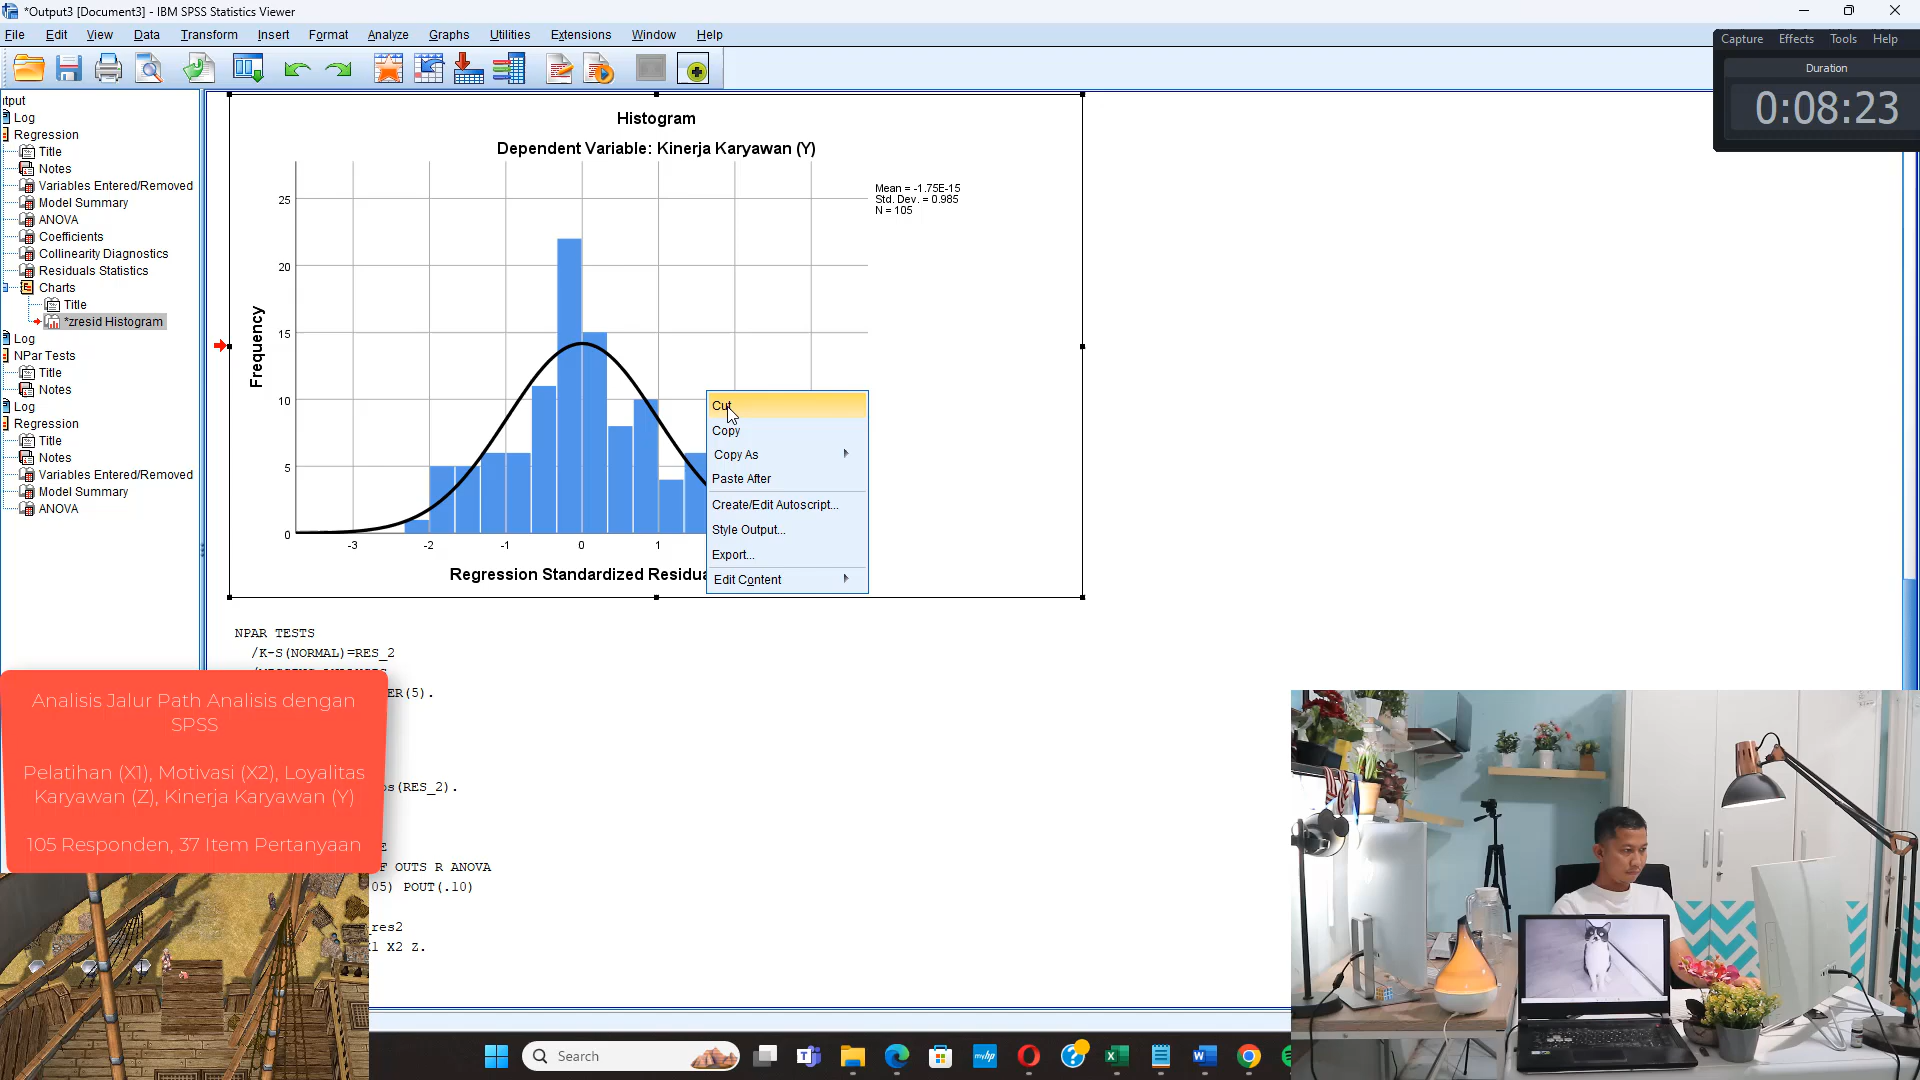 *Output3 [Document3] - IBM SPSS Statistics Viewer
File Edit View Data Transform Insert Format Analyze Graphs Utilities Extensions Window Help
Capture Effects Tools Help
Duration
0:08:23
Log
Regression
Title
Notes
Variables Entered/Removed
Model Summary
ANOVA
Coefficients
Collinearity Diagnostics
Residuals Statistics
Charts
Title
*zresid Histogram
Log
NPar Tests
Title
Notes
Log
Regression
Title
Notes
Variables Entered/Removed
Model Summary
ANOVA
Histogram
Dependent Variable: Kinerja Karyawan (Y)
Mean = -1.75E-15
Std. Dev. = 0.985
N = 105
Frequency
25
20
15
10
5
0
-3 -2 -1 0 1
Regression Standardized Residua
Cut
Copy
Copy As
Paste After
Create/Edit Autoscript...
Style Output...
Export...
Edit Content
NPAR TESTS
/K-S(NORMAL)=RES_2
ER(5).
os(RES_2).
F OUTS R ANOVA
05) POUT(.10)
res2
X2 Z.
Analisis Jalur Path Analisis dengan
SPSS
Pelatihan (X1), Motivasi (X2), Loyalitas
Karyawan (Z), Kinerja Karyawan (Y)
105 Responden, 37 Item Pertanyaan
Search